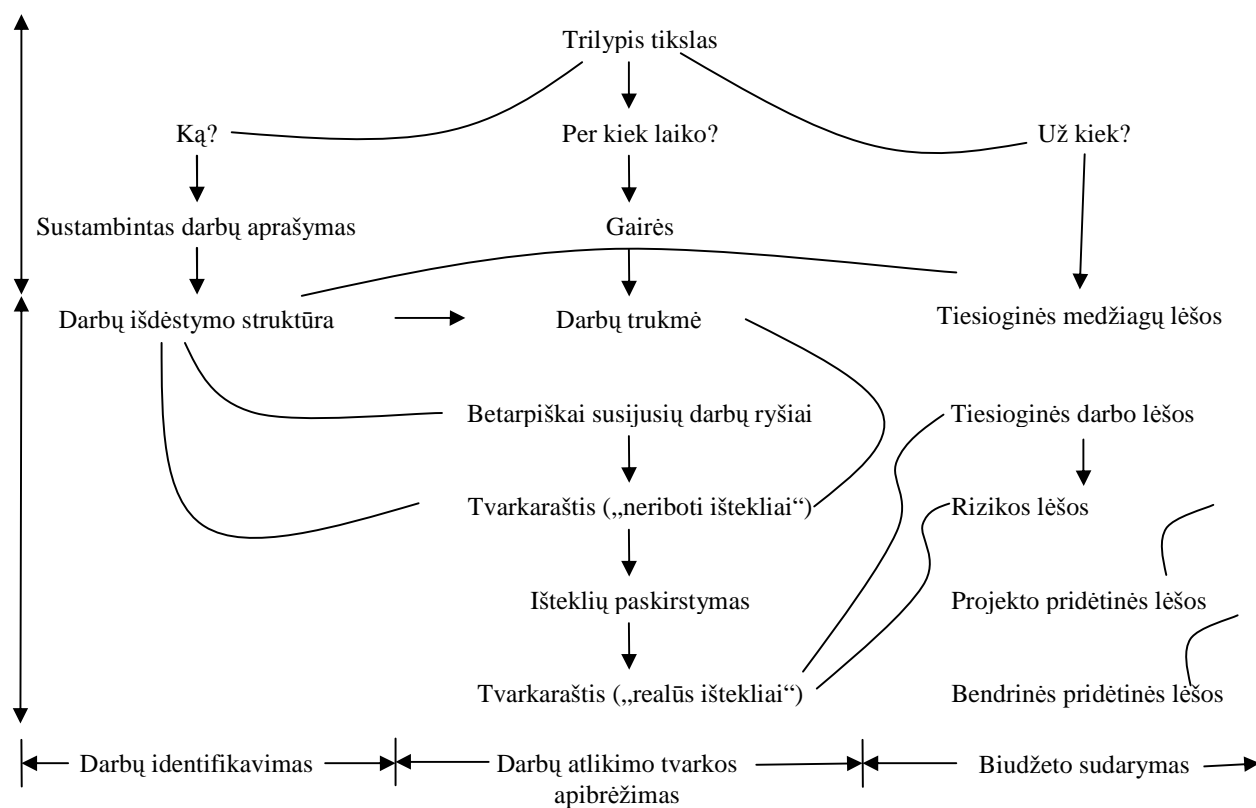 Trilypis tikslas
Ką?
Per kiek laiko?
Už kiek?
Sustambintas darbų aprašymas
Gairės
Darbų išdėstymo struktūra
Darbų trukmė
Tiesioginės medžiagų lėšos
Betarpiškai susijusių darbų ryšiai
Tiesioginės darbo lėšos
Tvarkaraštis („neriboti ištekliai“)
Rizikos lėšos
Išteklių paskirstymas
Projekto pridėtinės lėšos
Tvarkaraštis („realūs ištekliai“)
Bendrinės pridėtinės lėšos
Darbų identifikavimas
Darbų atlikimo tvarkos
apibrėžimas
Biudžeto sudarymas